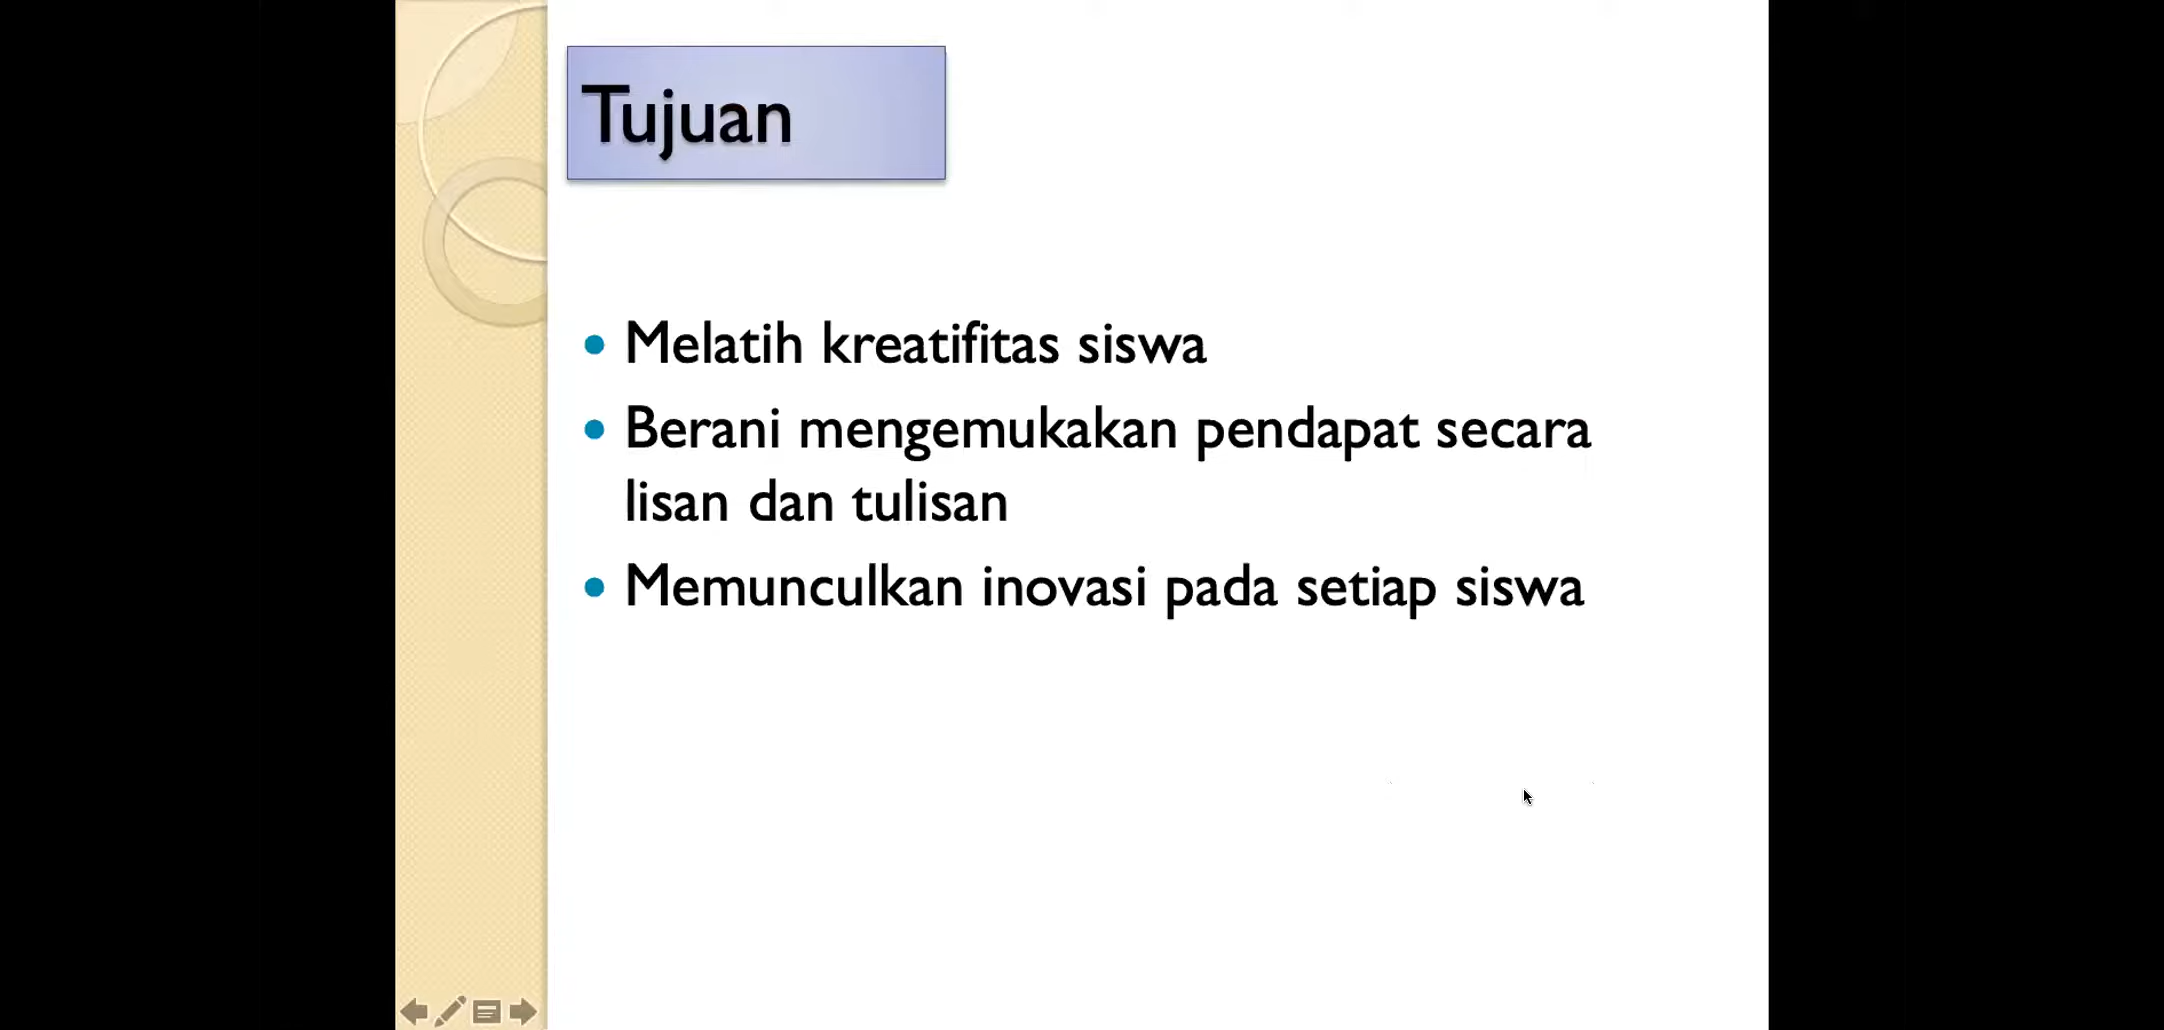 Tujuan
Melatih kreatifitas siswa
Berani mengemukakan pendapat secara
lisan dan tulisan
Memunculkan inovasi pada setiap siswa